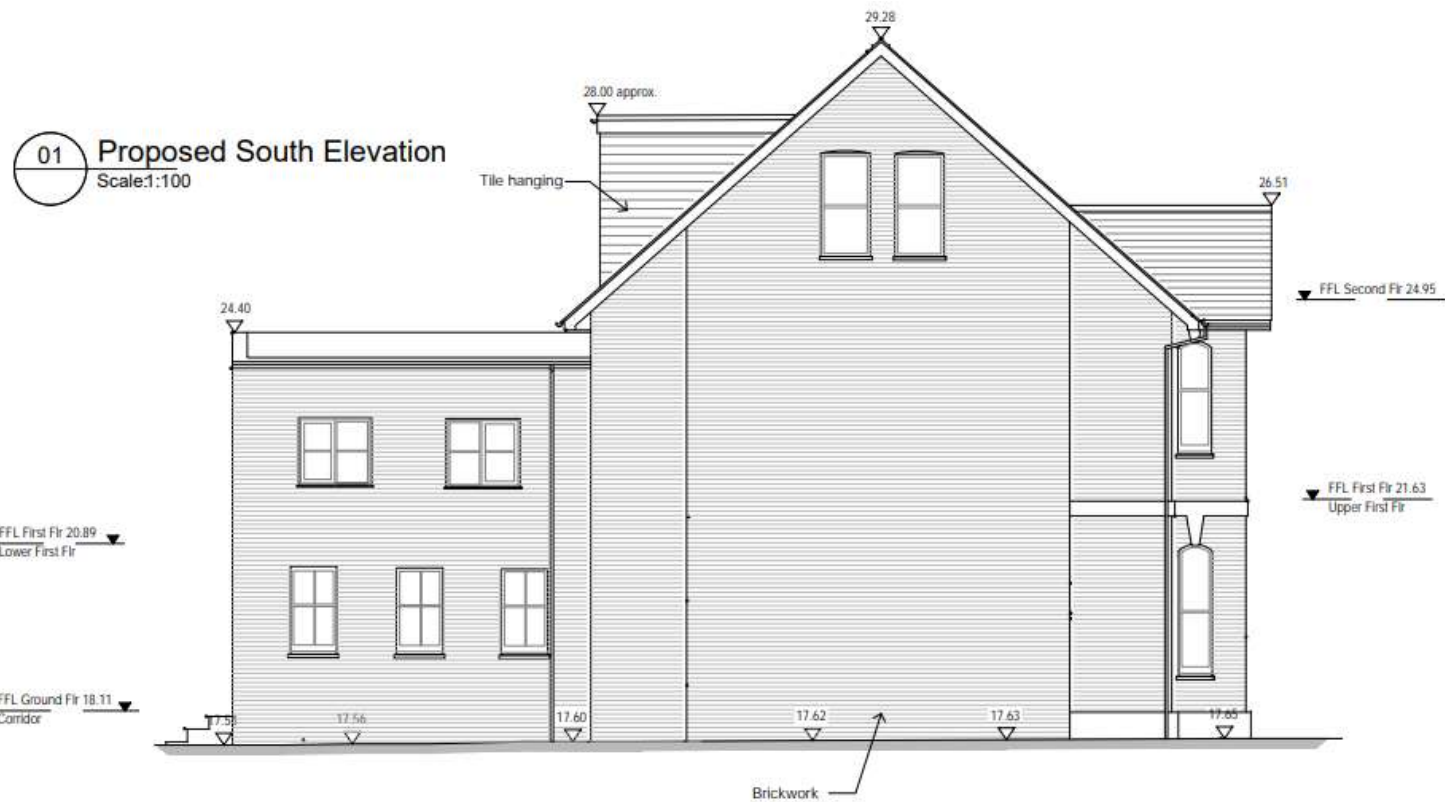 29.28
28.00 approx.
01
Proposed South Elevation
Scale:1:100
Tile hanging
26.51
FFL Second Flr 24.95
24.40
FFL First Flr 21.63
Upper First Flr
FFL First Flr 20.89
Lower First Flr
FFL Ground Flr 18.11
Corridor
17.56
17.60
17.62
17.63
17.65
Brickwork